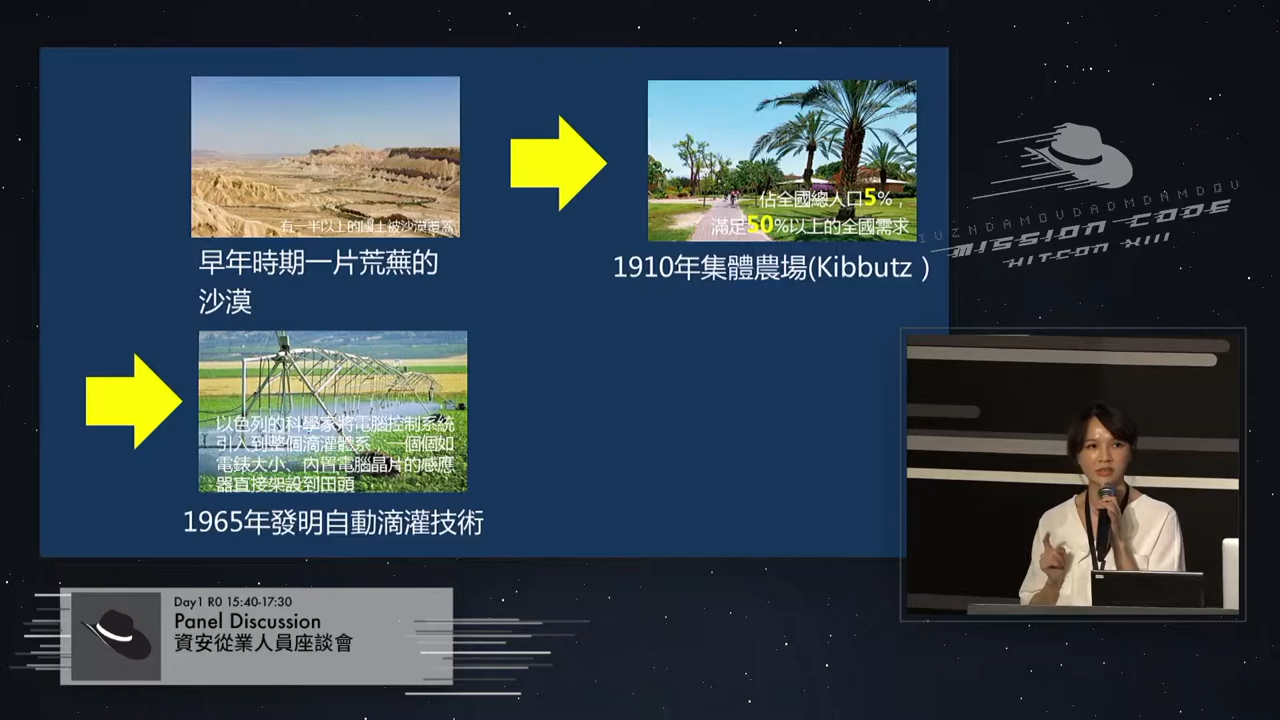 有一半以上的國土被沙漠覆蓋
早年時期一片荒蕪的
沙漠
佔全國總人口5%，
滿足50%以上的全國需求
1910年集體農場(Kibbutz )
以色列的科學家將電腦控制系統
引入到整個滴灌體系，一個個如
電錶大小、內置電腦晶片的感應
器直接架設到田頭
1965年發明自動滴灌技術
MISSION CODE
HITCON XIII
Day1 R0 15:40-17:30
Panel Discussion
資安從業人員座談會